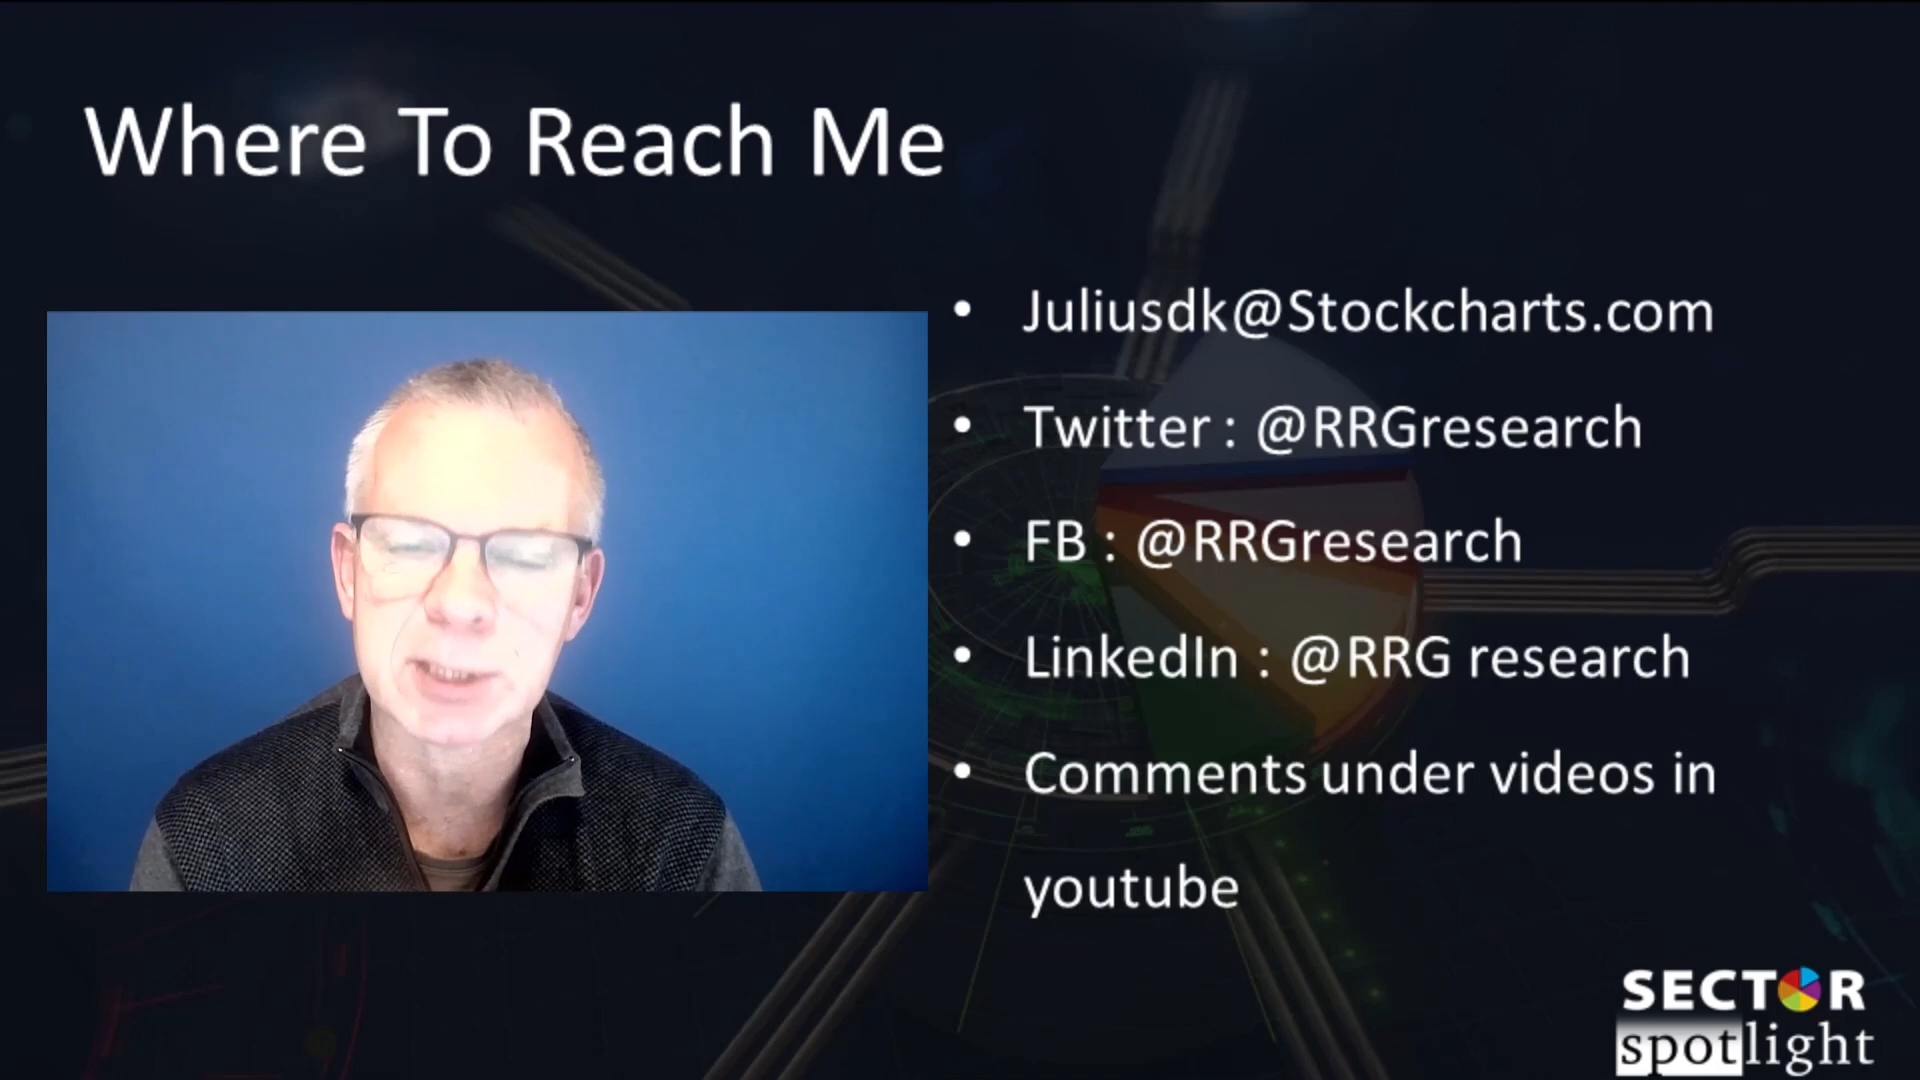 Where To Reach Me
• Juliusdk@Stockcharts.com
• Twitter : @RRGresearch
• FB : @RRGresearch
• LinkedIn : @RRG research
• Comments under videos in
youtube
SECTOR
spotlight